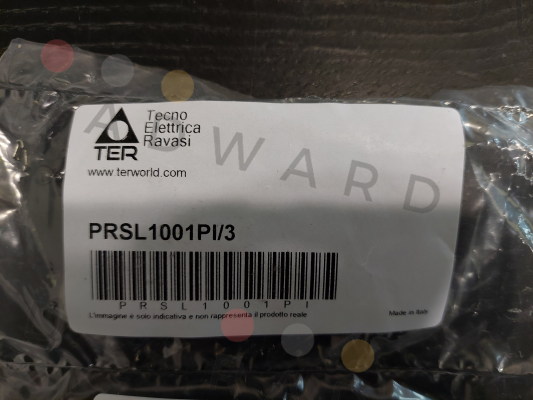 Tecno
Elettrica
Ravasi
TER
www.terworld.com
ACWARD
PRSL1001PI/3
PRSL1001PI
L'immagine è solo indicativa e non rappresenta il prodotto reale
Made in Italy